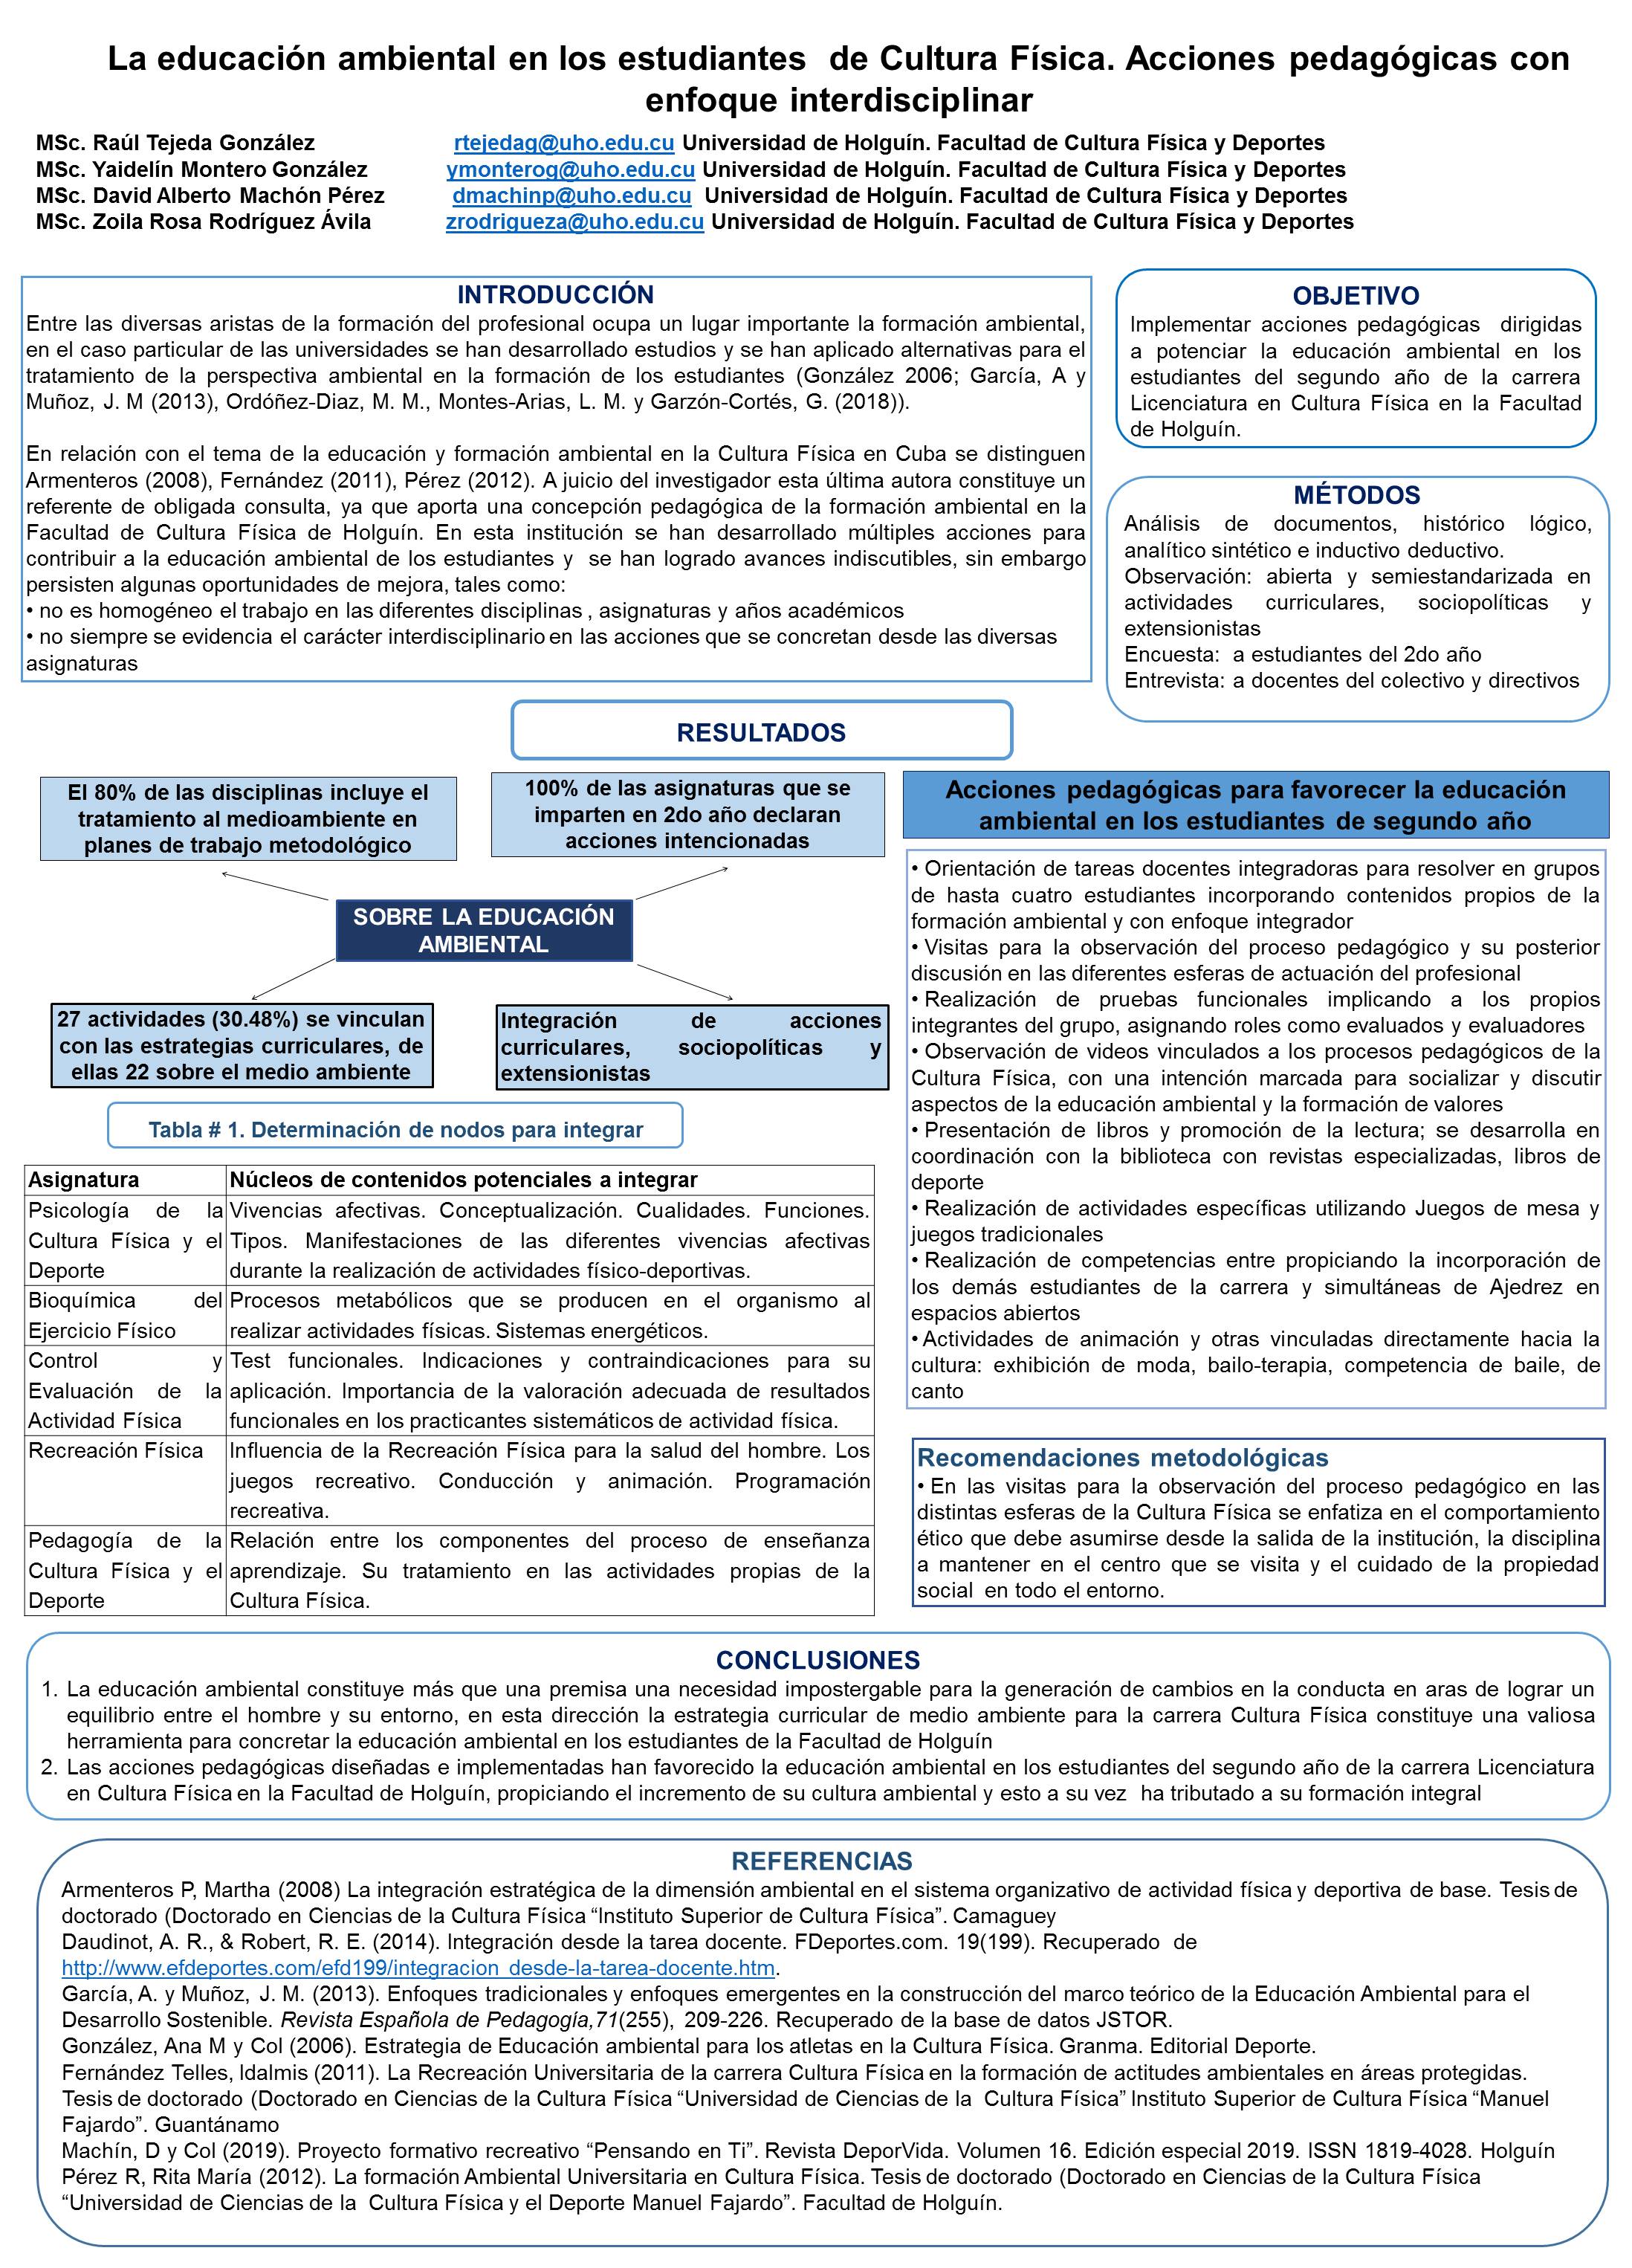 La educación ambiental en los estudiantes de Cultura Física. Acciones pedagógicas con
enfoque interdisciplinar
MSc. Raúl Tejeda González rtejedag@uho.edu.cu Universidad de Holguín. Facultad de Cultura Física y Deportes
MSc. Yaidelín Montero González ymonterog@uho.edu.cu Universidad de Holguín. Facultad de Cultura Física y Deportes
MSc. David Alberto Machón Pérez dmachinp@uho.edu.cu Universidad de Holguín. Facultad de Cultura Física y Deportes
MSc. Zoila Rosa Rodríguez Ávila zrodrigueza@uho.edu.cu Universidad de Holguín. Facultad de Cultura Física y Deportes
INTRODUCCIÓN
Entre las diversas aristas de la formación del profesional ocupa un lugar importante la formación ambiental,
en el caso particular de las universidades se han desarrollado estudios y se han aplicado alternativas para el
tratamiento de la perspectiva ambiental en la formación de los estudiantes (González 2006; García, A y
Muñoz, J. M (2013), Ordóñez-Diaz, M. M., Montes-Arias, L. M. y Garzón-Cortés, G. (2018)).
En relación con el tema de la educación y formación ambiental en la Cultura Física en Cuba se distinguen
Armenteros (2008), Fernández (2011), Pérez (2012). A juicio del investigador esta última autora constituye un
referente de obligada consulta, ya que aporta una concepción pedagógica de la formación ambiental en la
Facultad de Cultura Física de Holguín. En esta institución se han desarrollado múltiples acciones para
contribuir a la educación ambiental de los estudiantes y se han logrado avances indiscutibles, sin embargo
persisten algunas oportunidades de mejora, tales como:
• no es homogéneo el trabajo en las diferentes disciplinas , asignaturas y años académicos
• no siempre se evidencia el carácter interdisciplinario en las acciones que se concretan desde las diversas
asignaturas
OBJETIVO
Implementar acciones pedagógicas dirigidas
a potenciar la educación ambiental en los
estudiantes del segundo año de la carrera
Licenciatura en Cultura Física en la Facultad
de Holguín.
MÉTODOS
Análisis de documentos, histórico lógico,
analítico sintético e inductivo deductivo.
Observación: abierta y semiestandarizada en
actividades curriculares, sociopolíticas y
extensionistas
Encuesta: a estudiantes del 2do año
Entrevista: a docentes del colectivo y directivos
RESULTADOS
El 80% de las disciplinas incluye el
tratamiento al medioambiente en
planes de trabajo metodológico
100% de las asignaturas que se
imparten en 2do año declaran
acciones intencionadas
SOBRE LA EDUCACIÓN
AMBIENTAL
27 actividades (30.48%) se vinculan
con las estrategias curriculares, de
ellas 22 sobre el medio ambiente
Integración de acciones
curriculares, sociopolíticas y
extensionistas
Tabla # 1. Determinación de nodos para integrar
Asignatura Núcleos de contenidos potenciales a integrar
Psicología de la Vivencias afectivas. Conceptualización. Cualidades. Funciones.
Cultura Física y el Tipos. Manifestaciones de las diferentes vivencias afectivas
Deporte durante la realización de actividades físico-deportivas.
Bioquímica del Procesos metabólicos que se producen en el organismo al
Ejercicio Físico realizar actividades físicas. Sistemas energéticos.
Control y Test funcionales. Indicaciones y contraindicaciones para su
Evaluación de la aplicación. Importancia de la valoración adecuada de resultados
Actividad Física funcionales en los practicantes sistemáticos de actividad física.
Recreación Física Influencia de la Recreación Física para la salud del hombre. Los
juegos recreativo. Conducción y animación. Programación
recreativa.
Pedagogía de la Relación entre los componentes del proceso de enseñanza
Cultura Física y el aprendizaje. Su tratamiento en las actividades propias de la
Deporte Cultura Física.
Acciones pedagógicas para favorecer la educación
ambiental en los estudiantes de segundo año
• Orientación de tareas docentes integradoras para resolver en grupos
de hasta cuatro estudiantes incorporando contenidos propios de la
formación ambiental y con enfoque integrador
• Visitas para la observación del proceso pedagógico y su posterior
discusión en las diferentes esferas de actuación del profesional
• Realización de pruebas funcionales implicando a los propios
integrantes del grupo, asignando roles como evaluados y evaluadores
• Observación de videos vinculados a los procesos pedagógicos de la
Cultura Física, con una intención marcada para socializar y discutir
aspectos de la educación ambiental y la formación de valores
• Presentación de libros y promoción de la lectura; se desarrolla en
coordinación con la biblioteca con revistas especializadas, libros de
deporte
• Realización de actividades específicas utilizando Juegos de mesa y
juegos tradicionales
• Realización de competencias entre propiciando la incorporación de
los demás estudiantes de la carrera y simultáneas de Ajedrez en
espacios abiertos
• Actividades de animación y otras vinculadas directamente hacia la
cultura: exhibición de moda, bailo-terapia, competencia de baile, de
canto
Recomendaciones metodológicas
• En las visitas para la observación del proceso pedagógico en las
distintas esferas de la Cultura Física se enfatiza en el comportamiento
ético que debe asumirse desde la salida de la institución, la disciplina
a mantener en el centro que se visita y el cuidado de la propiedad
social en todo el entorno.
CONCLUSIONES
1. La educación ambiental constituye más que una premisa una necesidad impostergable para la generación de cambios en la conducta en aras de lograr un
equilibrio entre el hombre y su entorno, en esta dirección la estrategia curricular de medio ambiente para la carrera Cultura Física constituye una valiosa
herramienta para concretar la educación ambiental en los estudiantes de la Facultad de Holguín
2. Las acciones pedagógicas diseñadas e implementadas han favorecido la educación ambiental en los estudiantes del segundo año de la carrera Licenciatura
en Cultura Física en la Facultad de Holguín, propiciando el incremento de su cultura ambiental y esto a su vez ha tributado a su formación integral
REFERENCIAS
Armenteros P, Martha (2008) La integración estratégica de la dimensión ambiental en el sistema organizativo de actividad física y deportiva de base. Tesis de
doctorado (Doctorado en Ciencias de la Cultura Física “Instituto Superior de Cultura Física”. Camaguey
Daudinot, A. R., & Robert, R. E. (2014). Integración desde la tarea docente. FDeportes.com. 19(199). Recuperado de
http://www.efdeportes.com/efd199/integracion_desde-la-tarea-docente.htm.
García, A. y Muñoz, J. M. (2013). Enfoques tradicionales y enfoques emergentes en la construcción del marco teórico de la Educación Ambiental para el
Desarrollo Sostenible. Revista Española de Pedagogía,71(255), 209-226. Recuperado de la base de datos JSTOR.
González, Ana M y Col (2006). Estrategia de Educación ambiental para los atletas en la Cultura Física. Granma. Editorial Deporte.
Fernández Telles, Idalmis (2011). La Recreación Universitaria de la carrera Cultura Física en la formación de actitudes ambientales en áreas protegidas.
Tesis de doctorado (Doctorado en Ciencias de la Cultura Física “Universidad de Ciencias de la Cultura Física” Instituto Superior de Cultura Física “Manuel
Fajardo”. Guantánamo
Machín, D y Col (2019). Proyecto formativo recreativo “Pensando en Ti”. Revista DeporVida. Volumen 16. Edición especial 2019. ISSN 1819-4028. Holguín
Pérez R, Rita María (2012). La formación Ambiental Universitaria en Cultura Física. Tesis de doctorado (Doctorado en Ciencias de la Cultura Física
“Universidad de Ciencias de la Cultura Física y el Deporte Manuel Fajardo”. Facultad de Holguín.